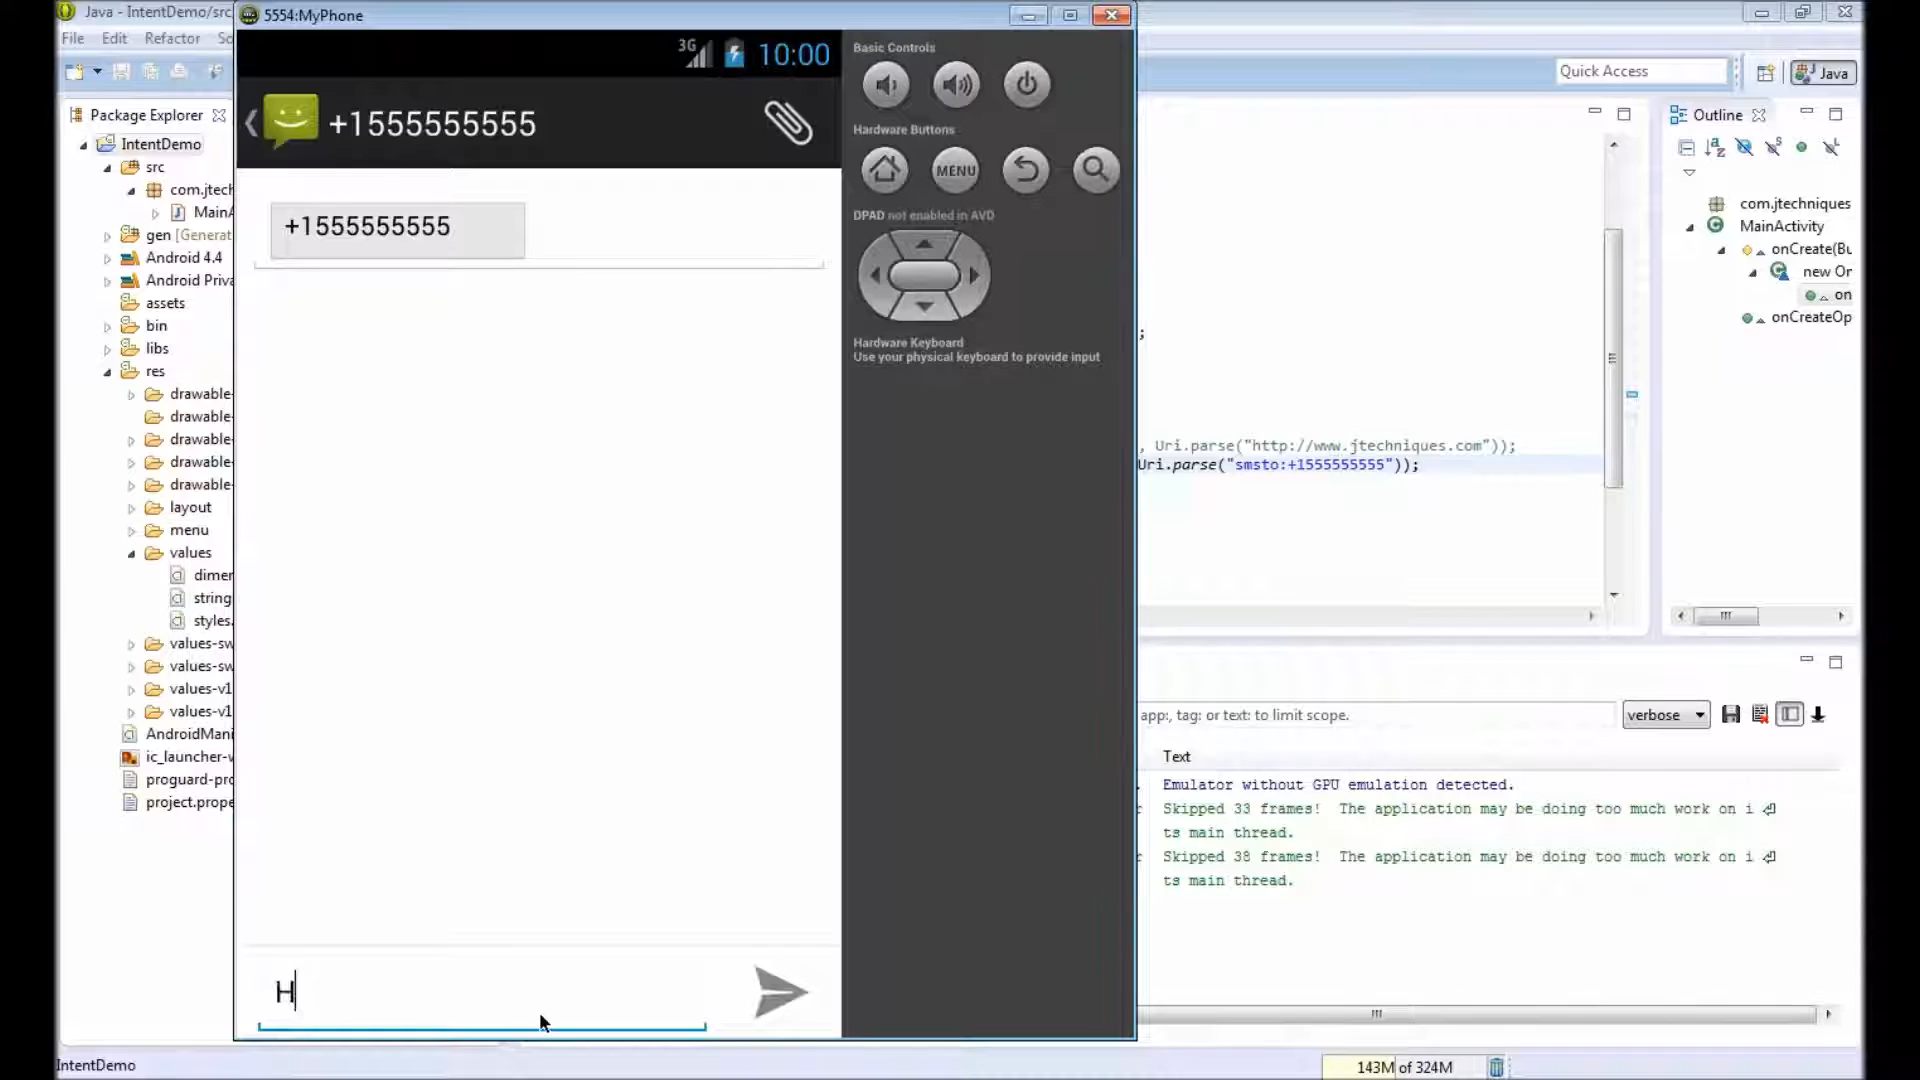 Java - IntentDemo/src
5554:MyPhone
File Edit Refactor So
Quick Access
Java
Package Explorer
IntentDemo
src
com.jtech
MainA
gen [Generat
Android 4.4
Android Priva
assets
bin
libs
res
drawable-
drawable-
drawable-
drawable-
drawable-
layout
menu
values
dimen
string
styles.
values-sw
values-sw
values-v1
values-v1
AndroidMani
ic_launcher-w
proguard-pro
project.prope
3G 10:00
+1555555555
+1555555555
H
Basic Controls
Hardware Buttons
MENU
DPAD not enabled in AVD
Hardware Keyboard
Use your physical keyboard to provide input
;
, Uri.parse("http://www.jtechniques.com"));
Uri.parse("smsto:+1555555555"));
Outline
com.jtechniques
MainActivity
onCreate(Bu
new On
on
onCreateOp
app:, tag: or text: to limit scope.
verbose
Text
Emulator without GPU emulation detected.
Skipped 33 frames! The application may be doing too much work on i
ts main thread.
Skipped 38 frames! The application may be doing too much work on i
ts main thread.
IntentDemo
143M of 324M